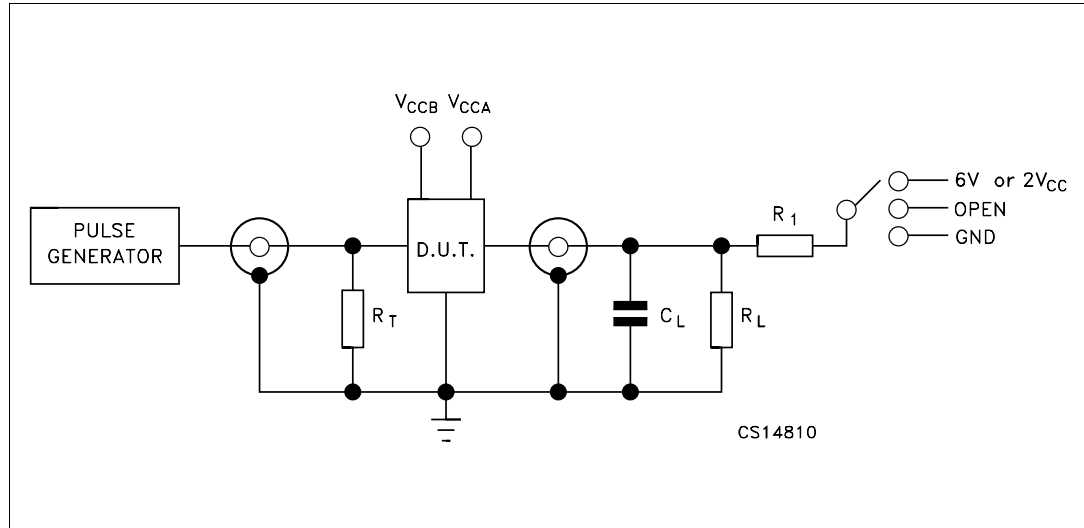 VCCB VCCA
6V or 2VCC
OPEN
GND
R1
PULSE
GENERATOR
D.U.T.
RT
CL
RL
CS14810